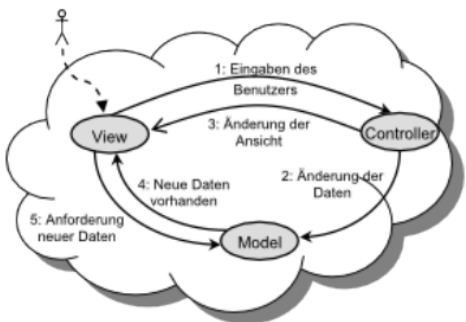 1: Eingaben des
Benutzers
View
3: Änderung der
Ansicht
Controller
4: Neue Daten
vorhanden
2: Änderung der
Daten
5: Anforderung
neuer Daten
Model